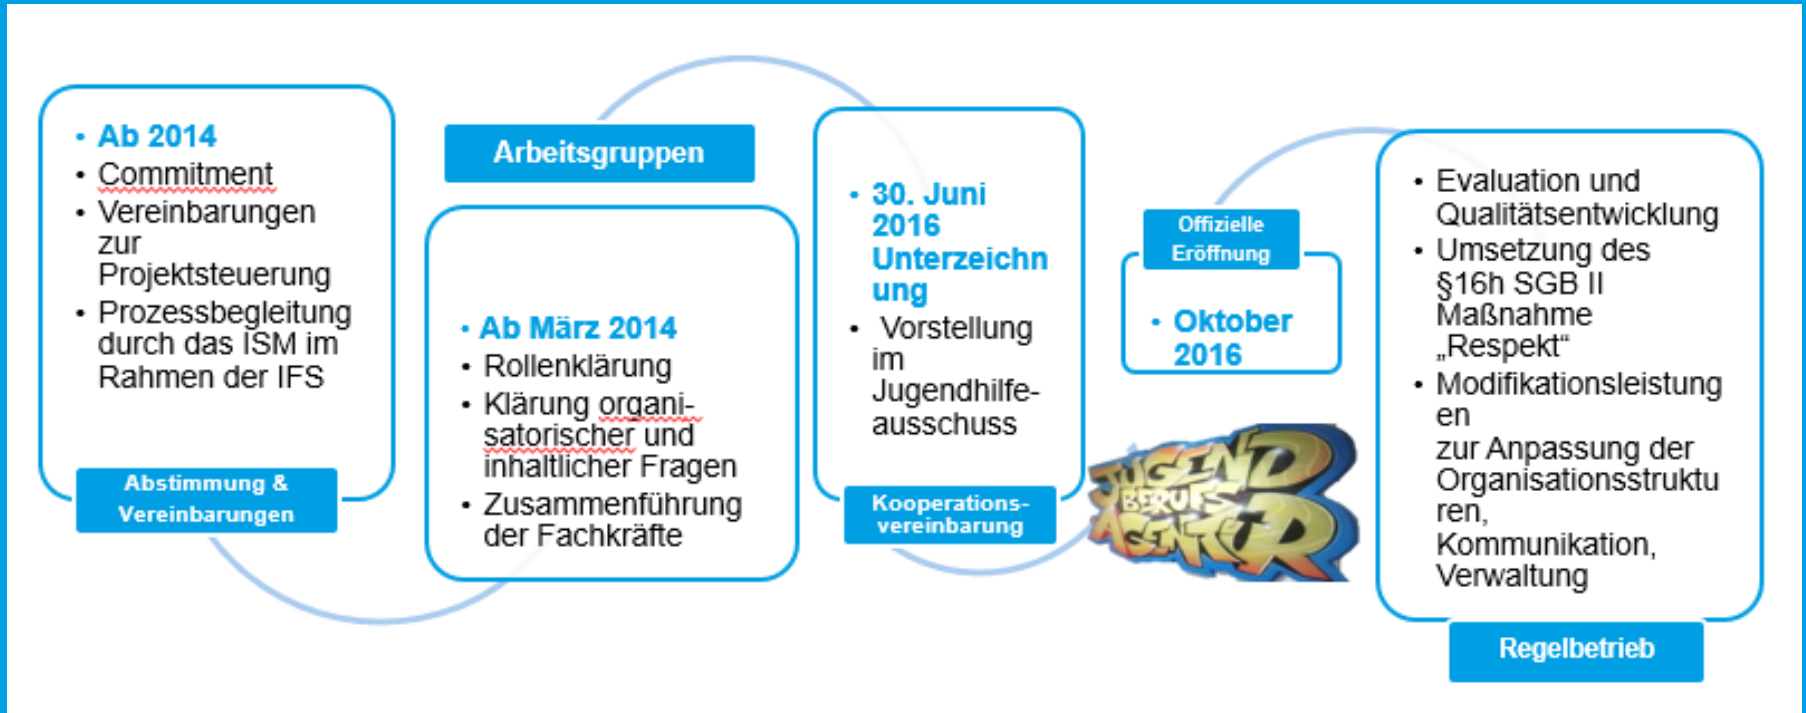 Ab 2014
Commitment
Vereinbarungen
zur
Projektsteuerung
Prozessbegleitung
durch das ISM im
Rahmen der IFS
Abstimmung &
Vereinbarungen
Arbeitsgruppen
Ab März 2014
Rollenklärung
Klärung organi-
satorischer und
inhaltlicher Fragen
Zusammenführung
der Fachkräfte
30. Juni
2016
Unterzeichn
ung
Vorstellung
im
Jugendhilfe-
ausschuss
Kooperations-
vereinbarung
Offizielle
Eröffnung
Oktober
2016
JUGEND
BERUFS
AGENTUR
Evaluation und
Qualitätsentwicklung
Umsetzung des
§16h SGB II
Maßnahme
„Respekt“
Modifikationsleistung
en
zur Anpassung der
Organisationsstruktu
ren,
Kommunikation,
Verwaltung
Regelbetrieb